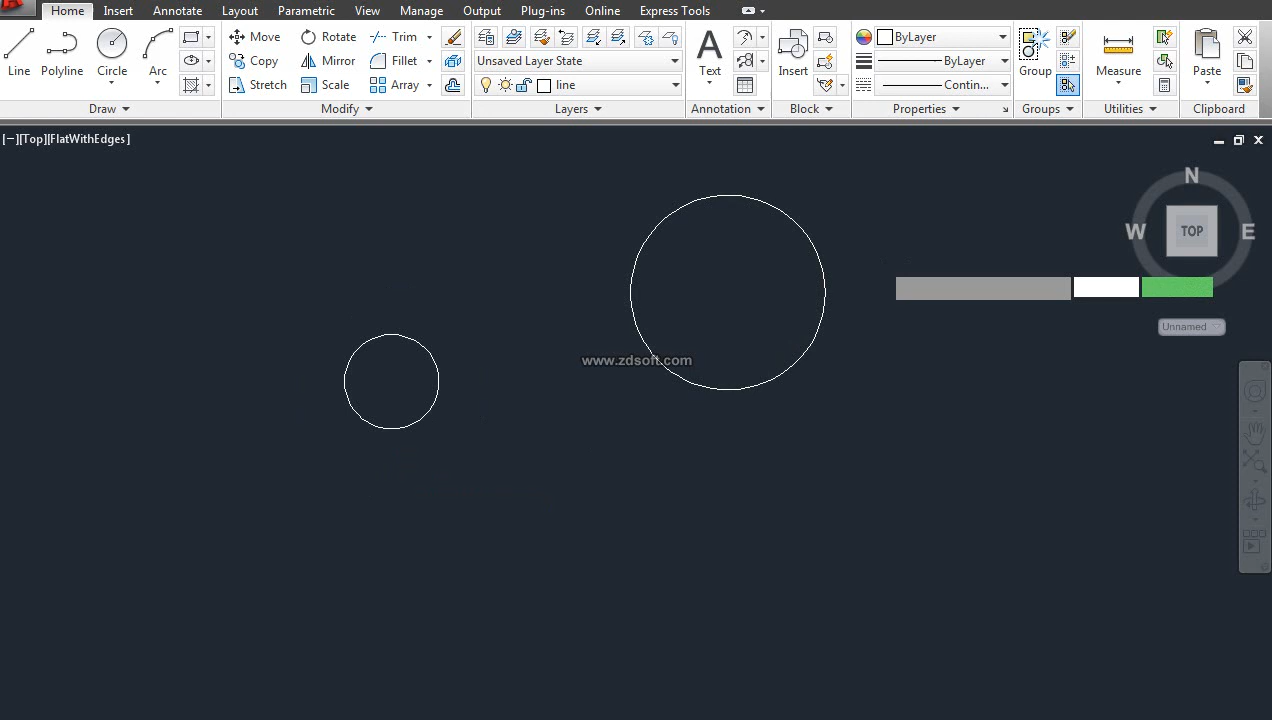 Home Insert Annotate Layout Parametric View Manage Output Plug-ins Online Express Tools
Line Polyline Circle Arc
Move Rotate Trim
Copy Mirror Fillet
Stretch Scale Array
Unsaved Layer State
line
Text
Insert
ByLayer
ByLayer
Contin...
Group
Measure
Paste
Draw Modify Layers Annotation Block Properties Groups Utilities Clipboard
[−][Top][FlatWithEdges]
N
W TOP E
Unnamed
www.zdsoft.com